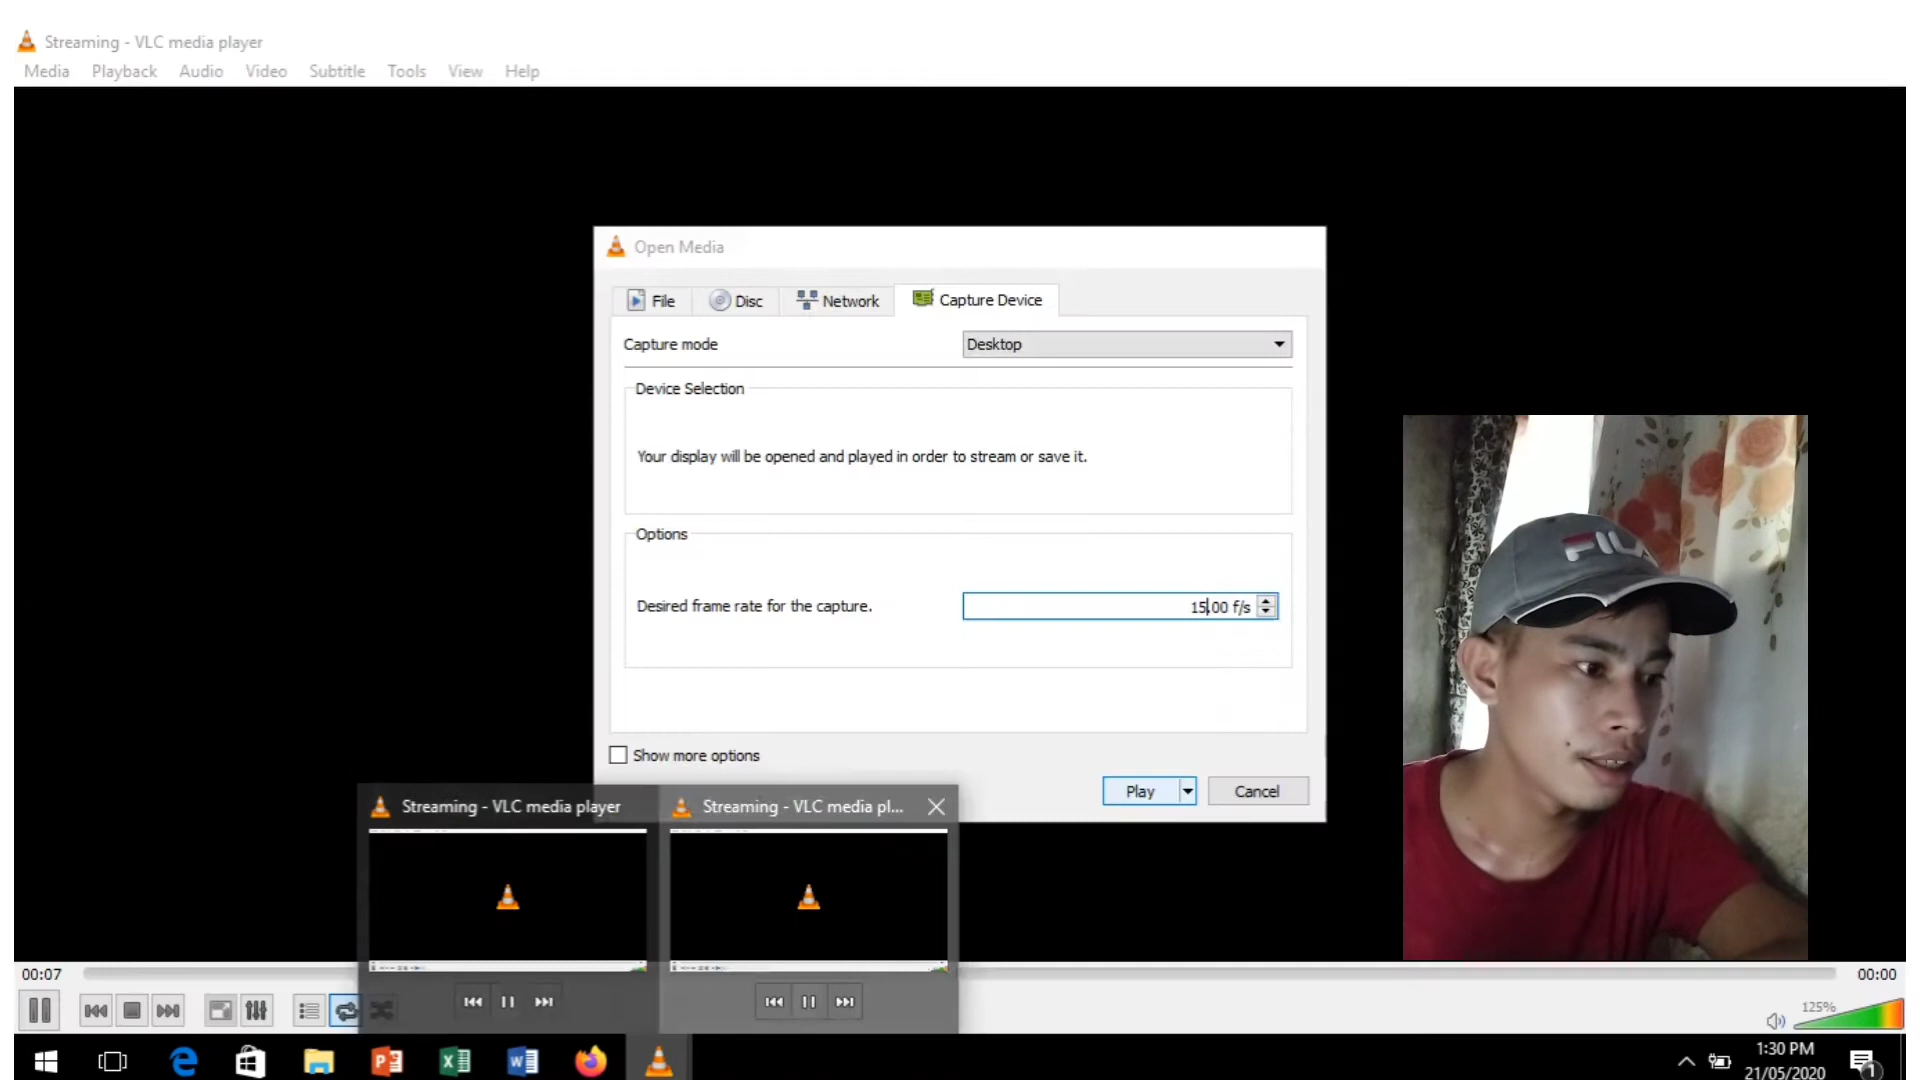 Streaming - VLC media player
Media Playback Audio Video Subtitle Tools View Help
Open Media
File Disc Network Capture Device
Capture mode Desktop
Device Selection
Your display will be opened and played in order to stream or save it.
Options
Desired frame rate for the capture. 15.00 f/s
Show more options
Play Cancel
Streaming - VLC media player Streaming - VLC media pl...
FILA
00:07 00:00
125%
1:30 PM
21/05/2020
1